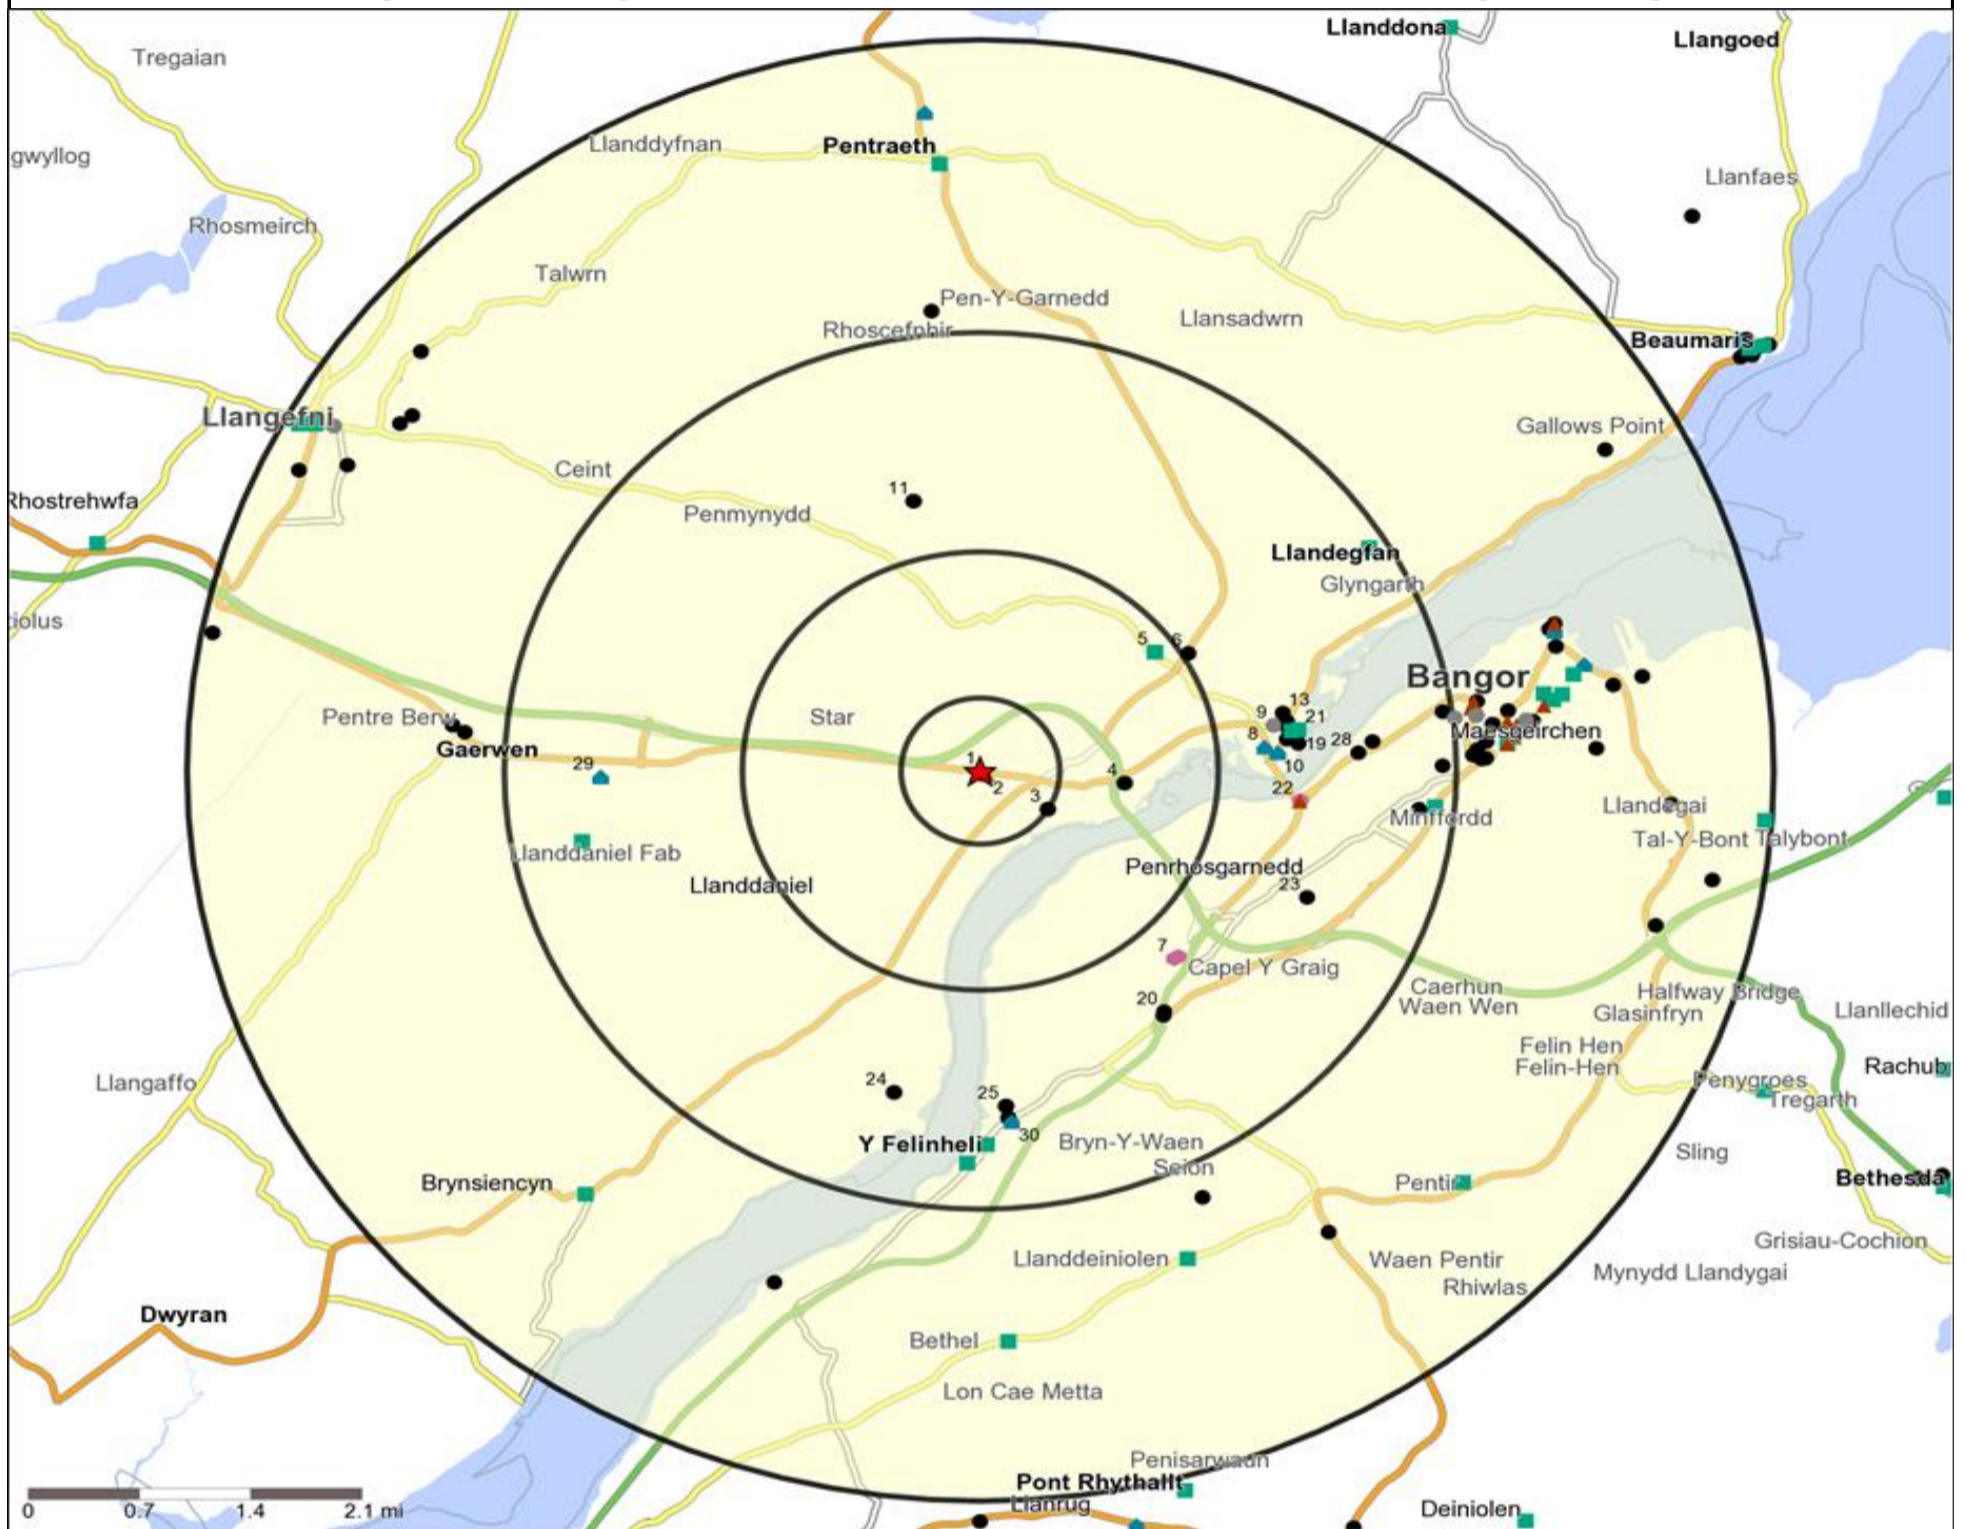 Llanddona
Llangoed
Tregaian
Llanddyfnan
Pentraeth
gwyllog
Llanfaes
Rhosmeirch
Talwrn
Pen-Y-Garnedd
Llansadwrn
Rhoscefnhir
Beaumaris
Llangefni
Gallows Point
Ceint
11
Rhostrehwfa
Penmynydd
Llandegfan
Glyngarth
iolus
5
6
Bangor
13
Pentre Berw
Star
9
21
8
19
28
Maesgeirchen
Gaerwen
29
1
10
4
2
22
3
Minffordd
Llandegai
Tal-Y-Bont
Talybont
Llanddaniel Fab
Penrhosgarnedd
Llanddaniel
23
7
Capel Y Graig
Caerhun
Halfway Bridge
20
Waen Wen
Glasinfryn
Llanllechid
Felin Hen
Felin-Hen
Rachub
Llangaffo
24
25
Penygroes
Tregarth
30
Y Felinheli
Bryn-Y-Waen
Seion
Sling
Brynsiencyn
Pentir
Bethesda
Grisiau-Cochion
Llanddeiniolen
Waen Pentir
Mynydd Llandygai
Rhiwlas
Dwyran
Bethel
Lon Cae Metta
Penisarwaun
Pont Rhythallt
Llanrug
Deiniolen
0 0.7 1.4 2.1 mi